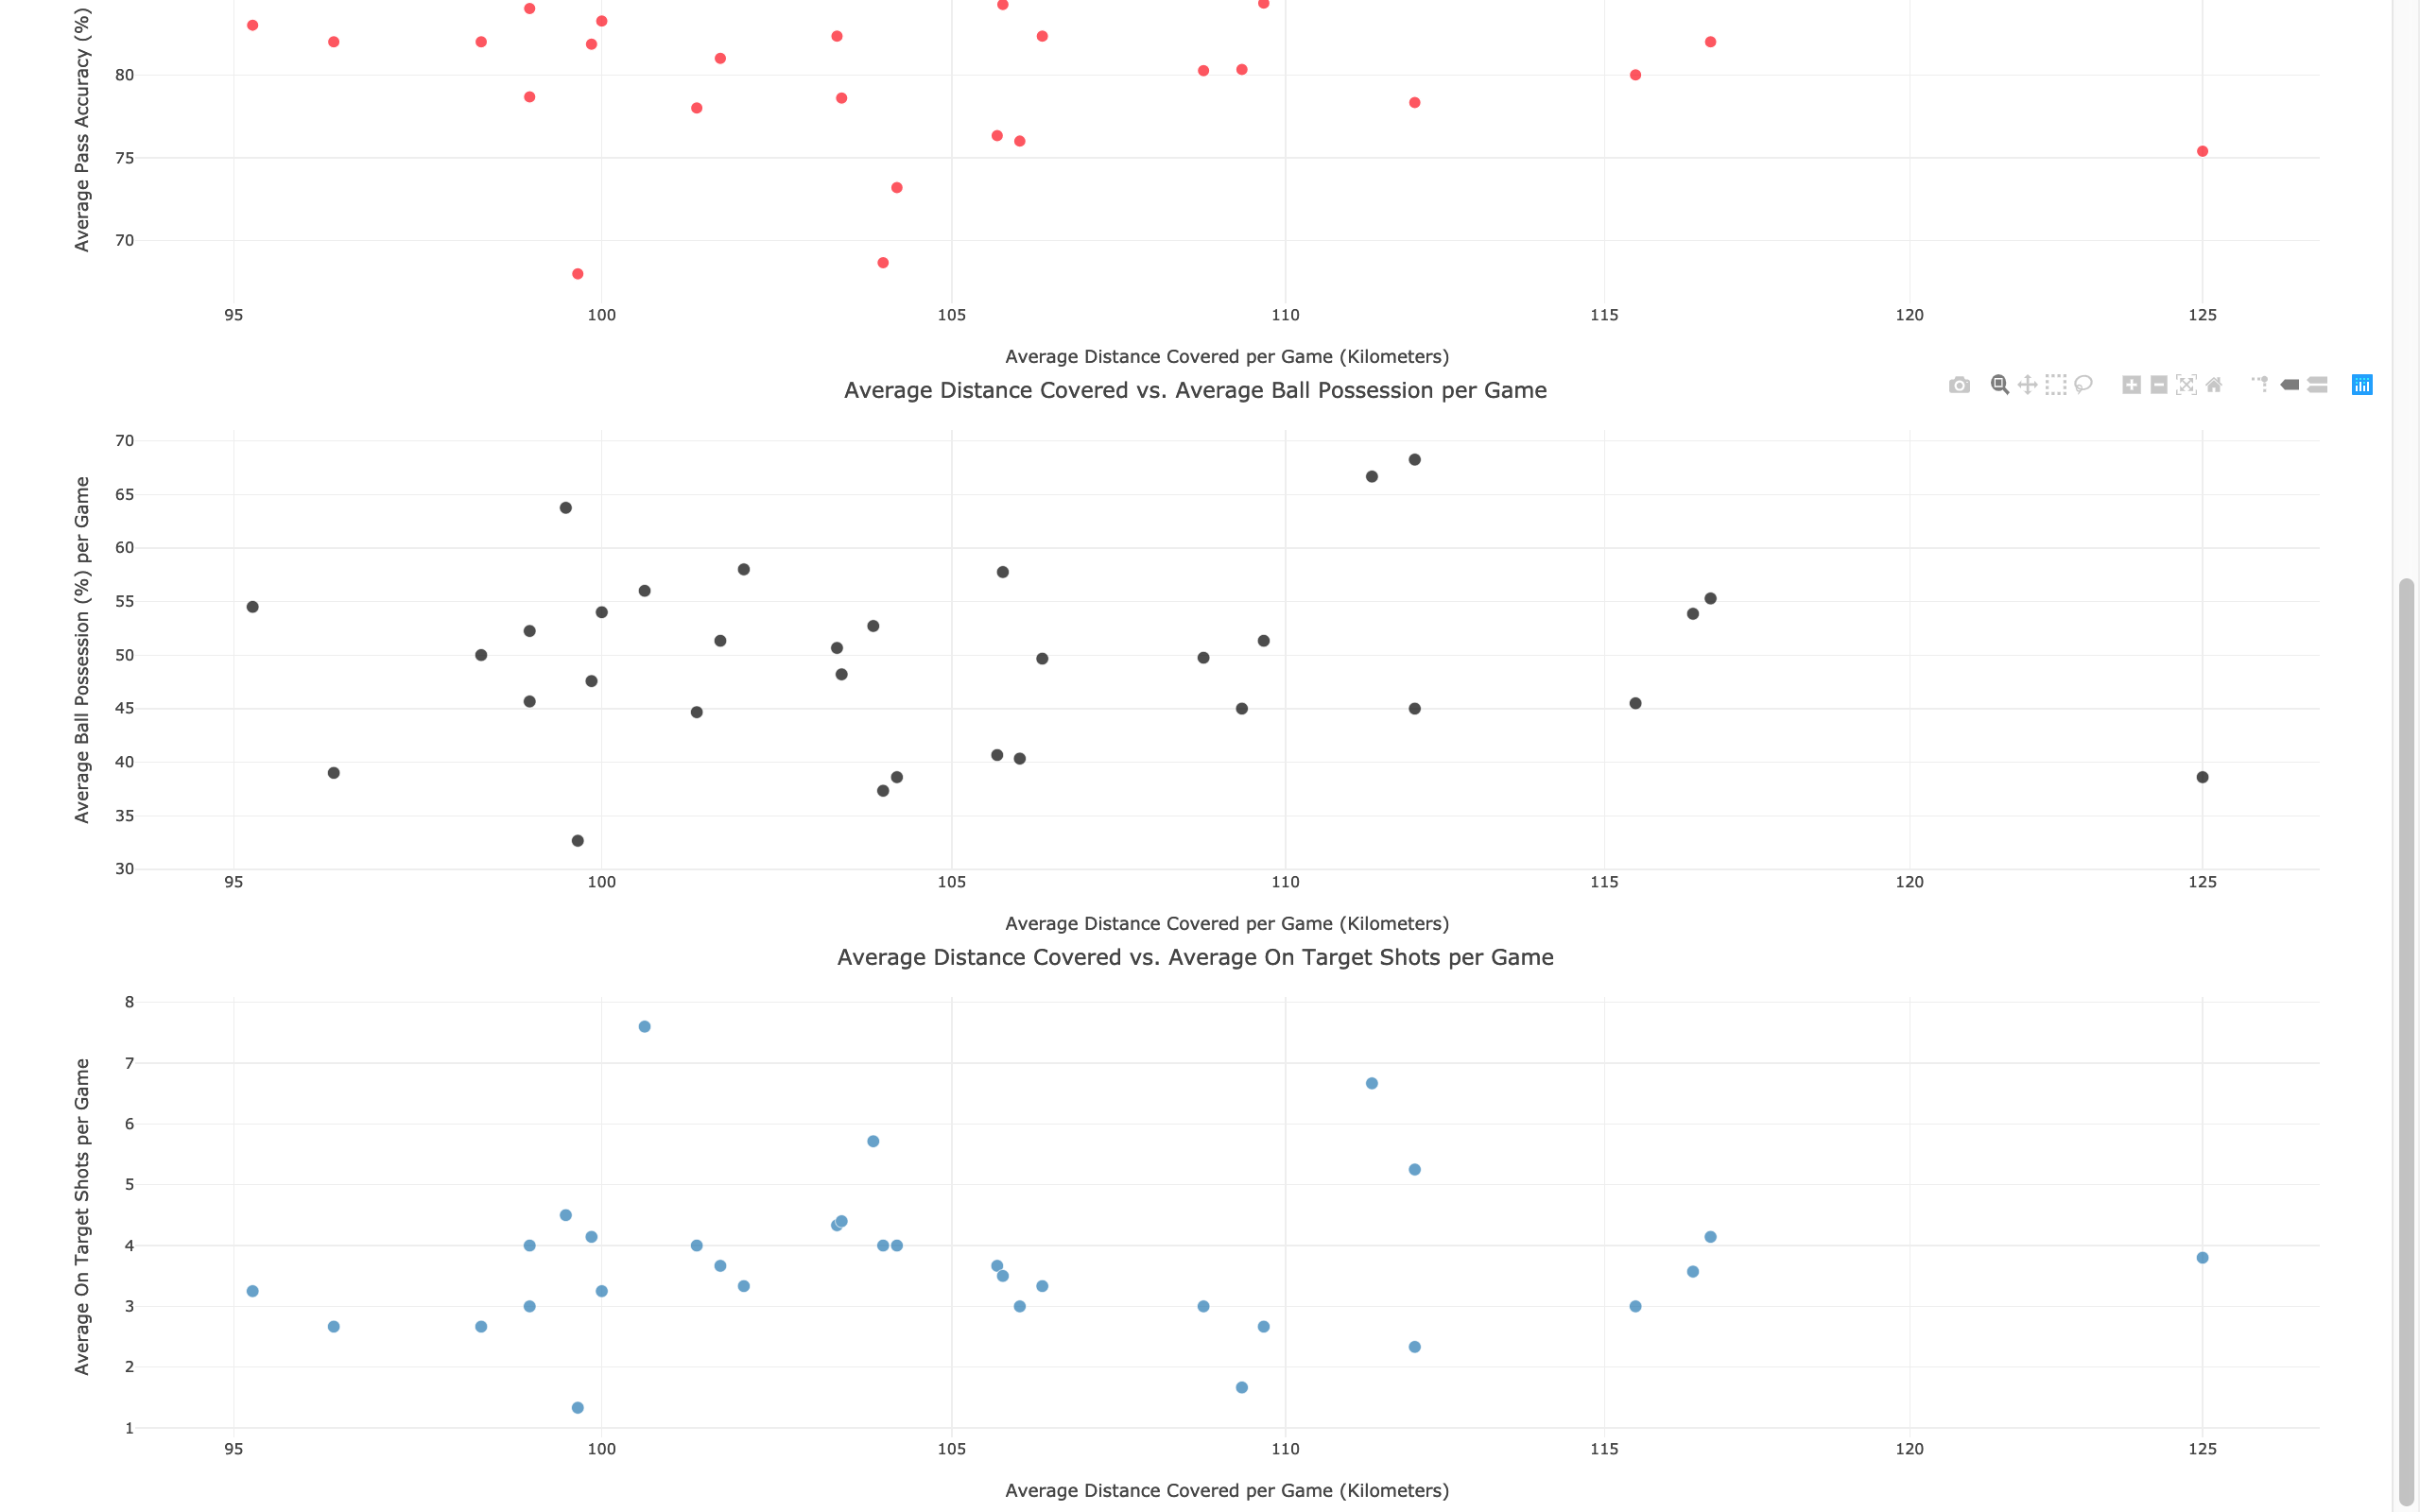 Average Pass Accuracy (%)
80
75
70
95 100 105 110 115 120 125
Average Distance Covered per Game (Kilometers)
Average Distance Covered vs. Average Ball Possession per Game
Average Ball Possession (%) per Game
70
65
60
55
50
45
40
35
30
95 100 105 110 115 120 125
Average Distance Covered per Game (Kilometers)
Average Distance Covered vs. Average On Target Shots per Game
Average On Target Shots per Game
8
7
6
5
4
3
2
1
95 100 105 110 115 120 125
Average Distance Covered per Game (Kilometers)